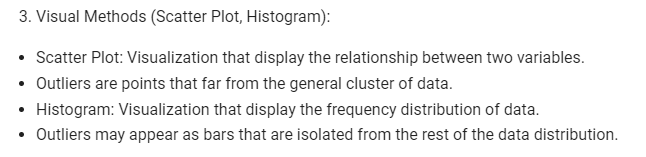 3. Visual Methods (Scatter Plot, Histogram):
• Scatter Plot: Visualization that display the relationship between two variables.
• Outliers are points that far from the general cluster of data.
• Histogram: Visualization that display the frequency distribution of data.
• Outliers may appear as bars that are isolated from the rest of the data distribution.